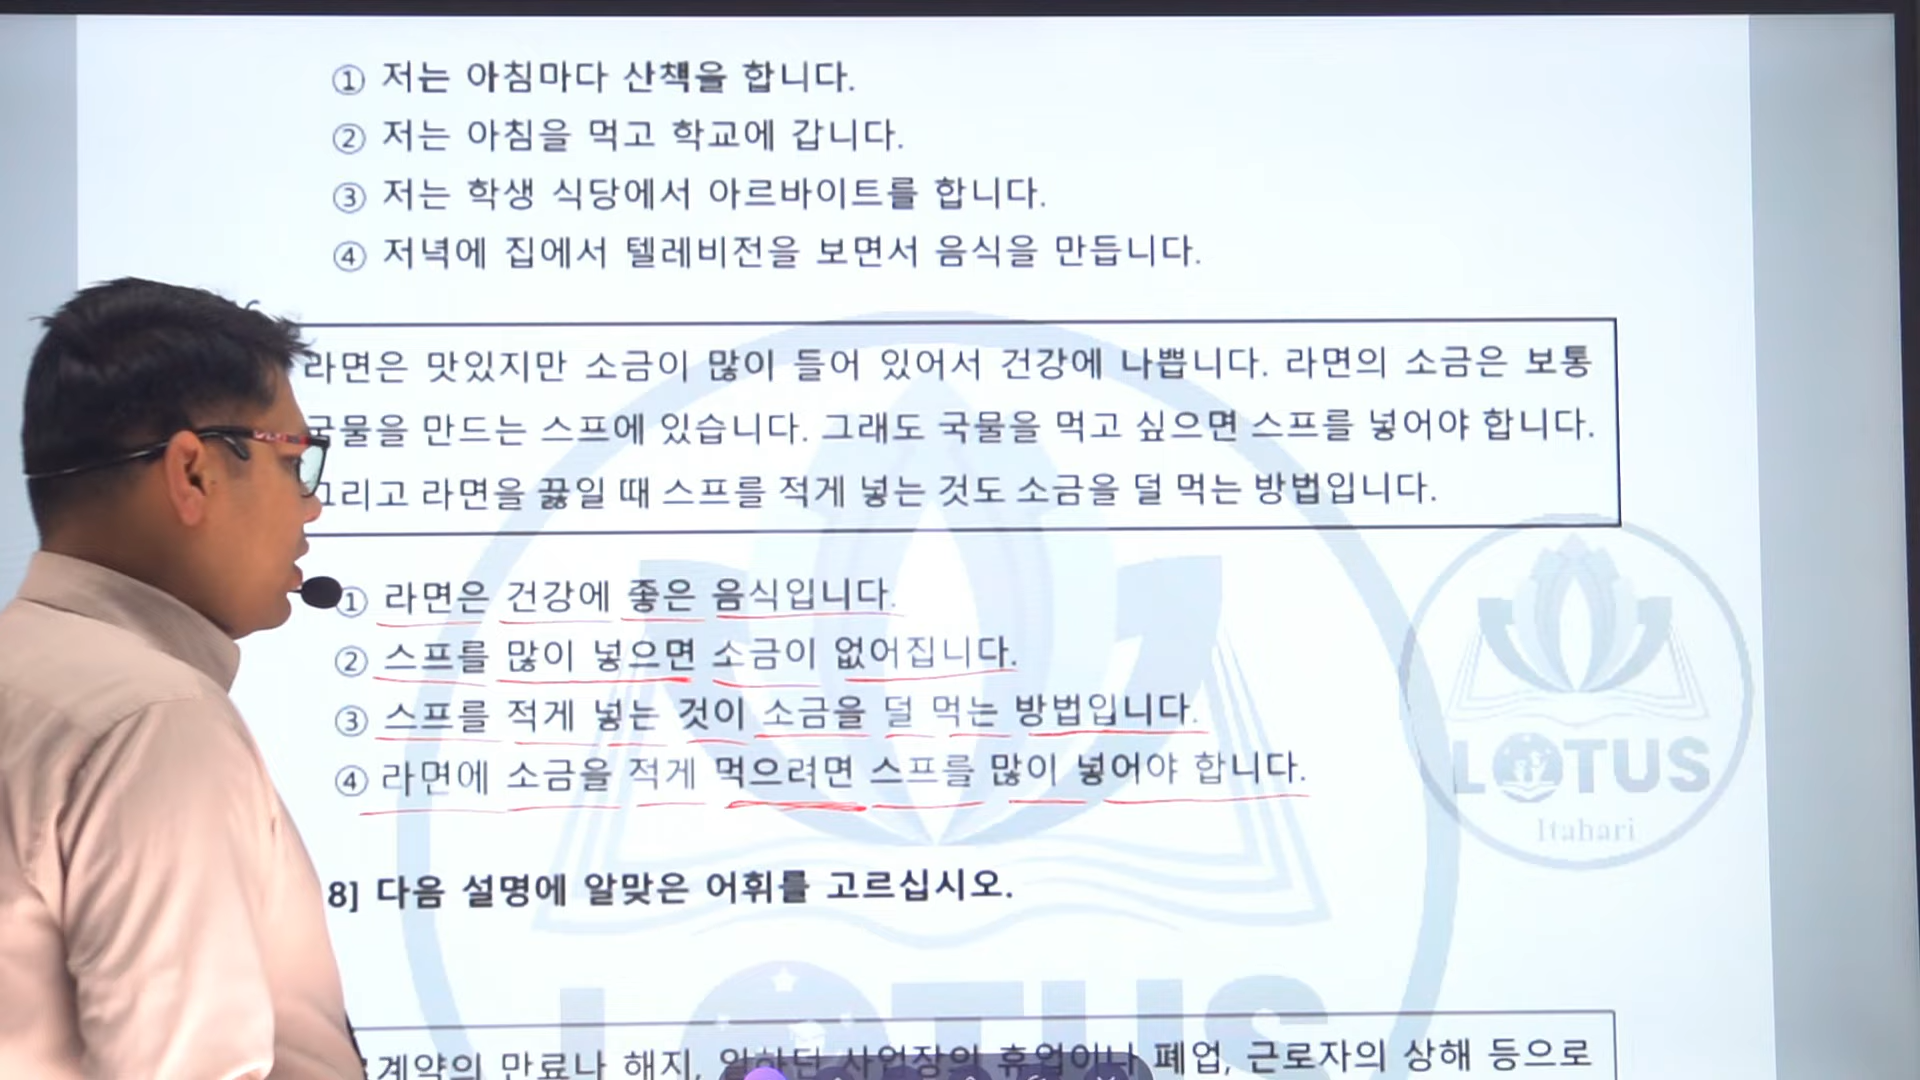 ① 저는 아침마다 산책을 합니다.
② 저는 아침을 먹고 학교에 갑니다.
③ 저는 학생 식당에서 아르바이트를 합니다.
④ 저녁에 집에서 텔레비전을 보면서 음식을 만듭니다.
라면은 맛있지만 소금이 많이 들어 있어서 건강에 나쁩니다. 라면의 소금은 보통
국물을 만드는 스프에 있습니다. 그래도 국물을 먹고 싶으면 스프를 넣어야 합니다.
그리고 라면을 끓일 때 스프를 적게 넣는 것도 소금을 덜 먹는 방법입니다.
① 라면은 건강에 좋은 음식입니다.
② 스프를 많이 넣으면 소금이 없어집니다.
③ 스프를 적게 넣는 것이 소금을 덜 먹는 방법입니다.
④ 라면에 소금을 적게 먹으려면 스프를 많이 넣어야 합니다.
LOTUS
Itahari
8] 다음 설명에 알맞은 어휘를 고르십시오.
LOTUS
계약의 만료나 해지, 일하던 사업장의 휴업이나 폐업, 근로자의 상해 등으로